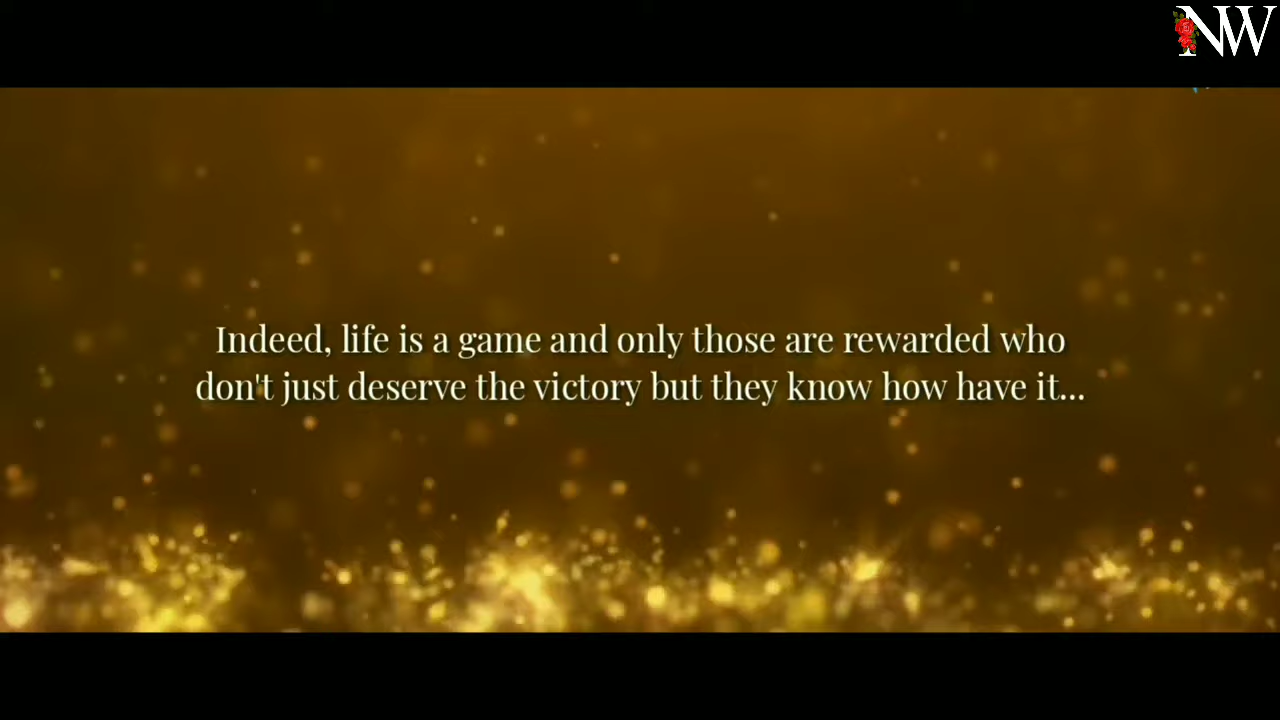 NW
Indeed, life is a game and only those are rewarded who
don't just deserve the victory but they know how have it...